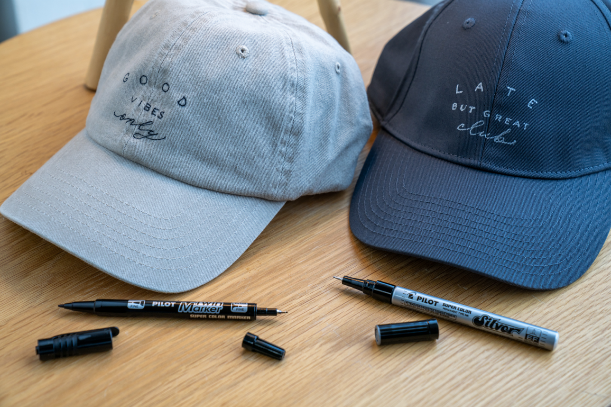 GOOD
VIBES
only
LATE
BUT GREAT
club
PILOT
Marker
SUPER COLOR MARKER
PILOT SUPER COLOR
Silver